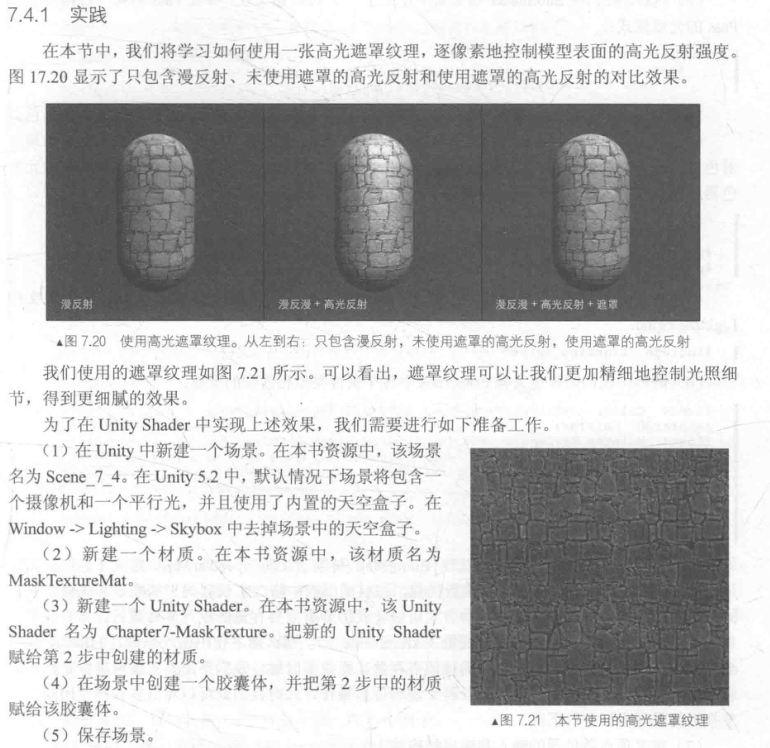 7.4.1 实践
在本节中，我们将学习如何使用一张高光遮罩纹理，逐像素地控制模型表面的高光反射强度。
图 17.20 显示了只包含漫反射、未使用遮罩的高光反射和使用遮罩的高光反射的对比效果。
漫反射
漫反漫 + 高光反射
漫反射 + 高光反射 + 遮罩
▲图 7.20 使用高光遮罩纹理。从左到右：只包含漫反射，未使用遮罩的高光反射，使用遮罩的高光反射
我们使用的遮罩纹理如图 7.21 所示。可以看出，遮罩纹理可以让我们更加精细地控制光照细
节，得到更细腻的效果。
为了在 Unity Shader 中实现上述效果，我们需要进行如下准备工作。
（1）在 Unity 中新建一个场景。在本书资源中，该场景
名为 Scene_7_4。在 Unity 5.2 中，默认情况下场景将包含一
个摄像机和一个平行光，并且使用了内置的天空盒子。在
Window -> Lighting -> Skybox 中去掉场景中的天空盒子。
（2）新建一个材质。在本书资源中，该材质名为
MaskTextureMat。
（3）新建一个 Unity Shader。在本书资源中，该 Unity
Shader 名为 Chapter7-MaskTexture。把新的 Unity Shader
赋给第 2 步中创建的材质。
（4）在场景中创建一个胶囊体，并把第 2 步中的材质
赋给该胶囊体。
（5）保存场景。
▲图 7.21 本节使用的高光遮罩纹理